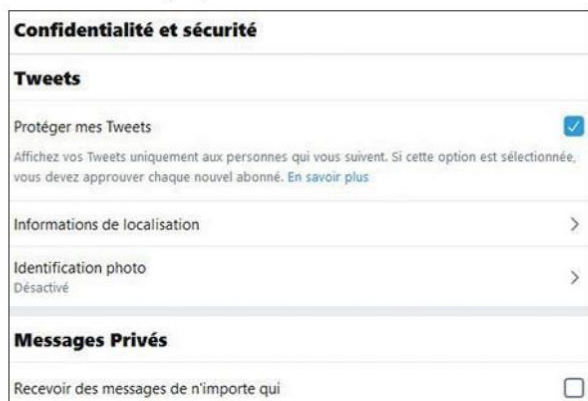 Confidentialité et sécurité
Tweets
Protéger mes Tweets
Affichez vos Tweets uniquement aux personnes qui vous suivent. Si cette option est sélectionnée,
vous devez approuver chaque nouvel abonné. En savoir plus
Informations de localisation
Identification photo
Désactivé
Messages Privés
Recevoir des messages de n'importe qui